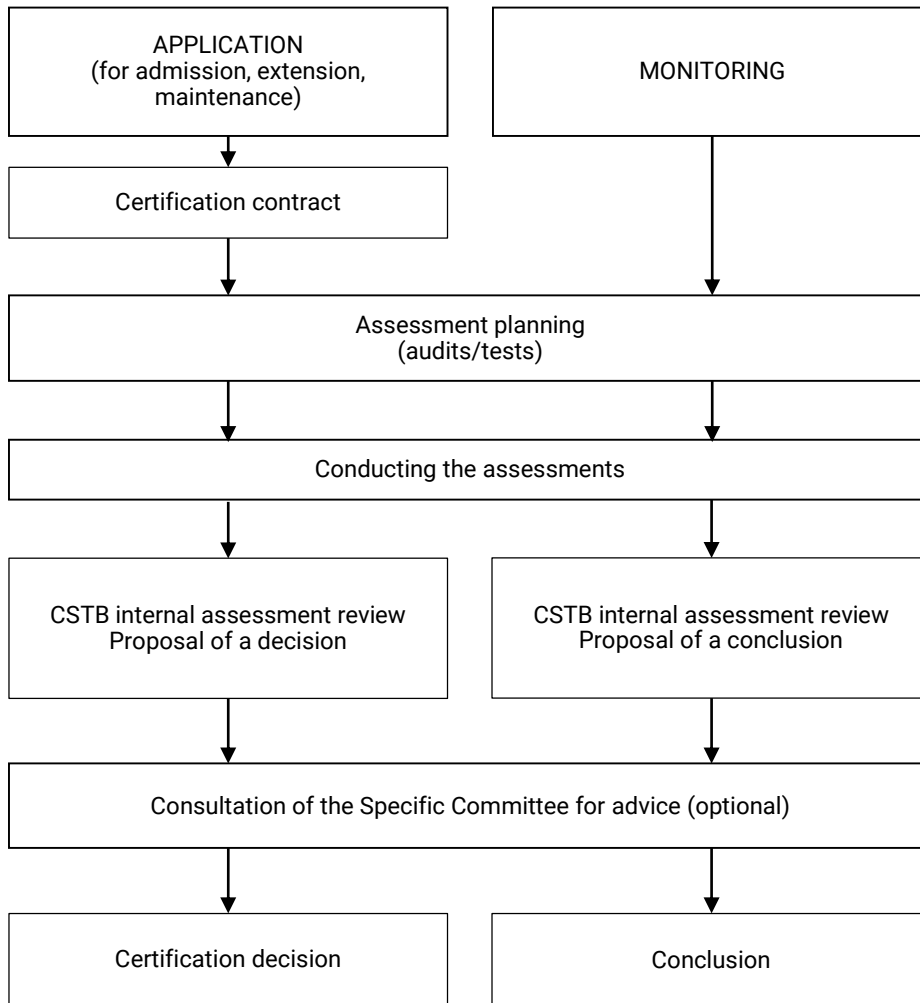 APPLICATION
(for admission, extension,
maintenance)
MONITORING
Certification contract
Assessment planning
(audits/tests)
Conducting the assessments
CSTB internal assessment review
Proposal of a decision
CSTB internal assessment review
Proposal of a conclusion
Consultation of the Specific Committee for advice (optional)
Certification decision
Conclusion